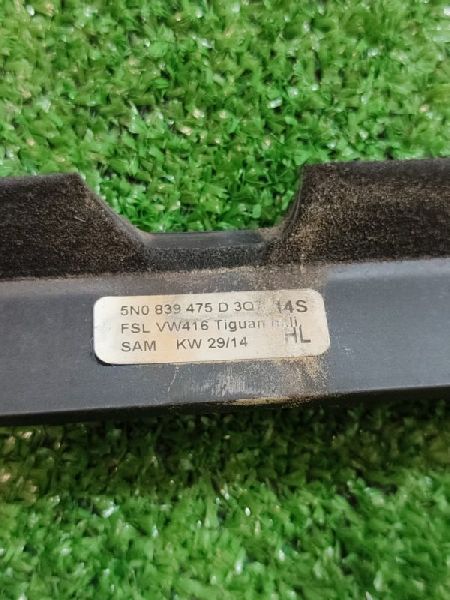 5N0 839 475 D 3Q7 14S
FSL VW416 Tiguan
SAM KW 29/14 HL